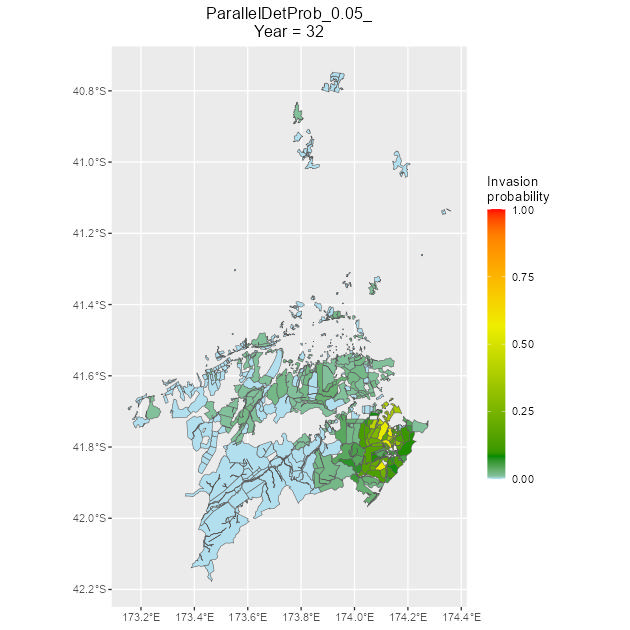 ParallelDetProb_0.05_
Year = 32
40.8°S
41.0°S
41.2°S
41.4°S
41.6°S
41.8°S
42.0°S
42.2°S
173.2°E 173.4°E 173.6°E 173.8°E 174.0°E 174.2°E 174.4°E
Invasion
probability
1.00
0.75
0.50
0.25
0.00